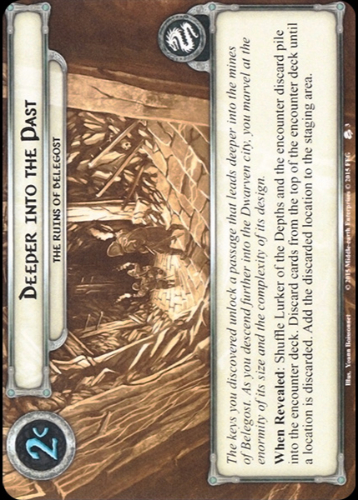 2c
DEEPER INTO THE PAST
THE RUINS OF BELEGOST
The keys you discovered unlock a passage that leads deeper into the mines
of Belegost. As you descend further into the Dwarven city, you marvel at the
enormity of its size and the complexity of its design.
When Revealed: Shuffle Lurker of the Depths and the encounter discard pile
into the encounter deck. Discard cards from the top of the encounter deck until
a location is discarded. Add the discarded location to the staging area.
Illus. Yoann Boissonnet © 2015 Middle-earth Enterprises © 2015 FFG 3